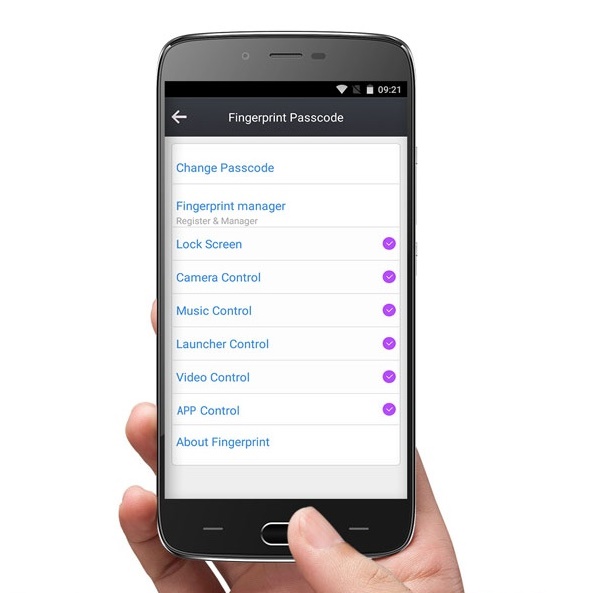 09:21
Fingerprint Passcode
Change Passcode
Fingerprint manager
Register & Manager
Lock Screen
Camera Control
Music Control
Launcher Control
Video Control
APP Control
About Fingerprint